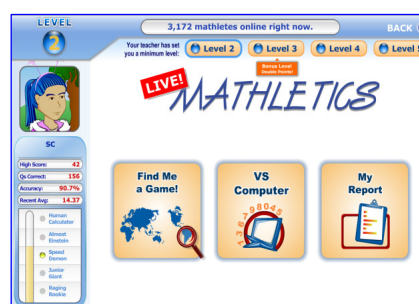 LEVEL
2
3,172 mathletes online right now.
BACK
Your teacher has set
you a minimum level:
Level 2
Level 3
Level 4
Level 5
Bonus Level
Double Points!
LIVE!
MATHLETICS
SC
High Score: 42
Qs Correct: 156
Accuracy: 90.7%
Recent Avg: 14.37
Human
Calculator
Almost
Einstein
Speed
Demon
Junior
Giant
Raging
Rookie
Find Me
a Game!
VS
Computer
My
Report